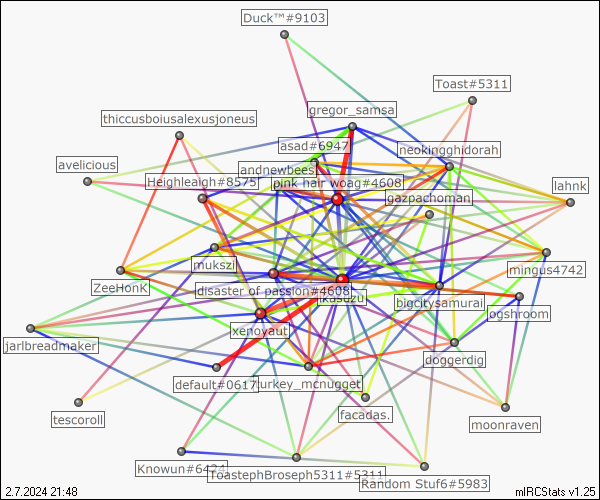 Duck™#9103
Toast#5311
gregor_samsa
thiccusboiusalexusjoneus
asad#6947
neokingghidorah
avelicious
andnewbees
Heighleaigh#8575
pink hair woag#4608
lahnk
gazpachoman
mukszi
mingus4742
ZeeHonK
disaster of passion#4608
ikasuzu
bigcitysamurai
ogshroom
xenoyaut
jarlbreadmaker
doggerdig
default#0617
turkey_mcnugget
facadas.
tescoroll
moonraven
Knowun#6424
ToastephBroseph5311#5311
Random Stuf6#5983
2.7.2024 21:48
mIRCStats v1.25